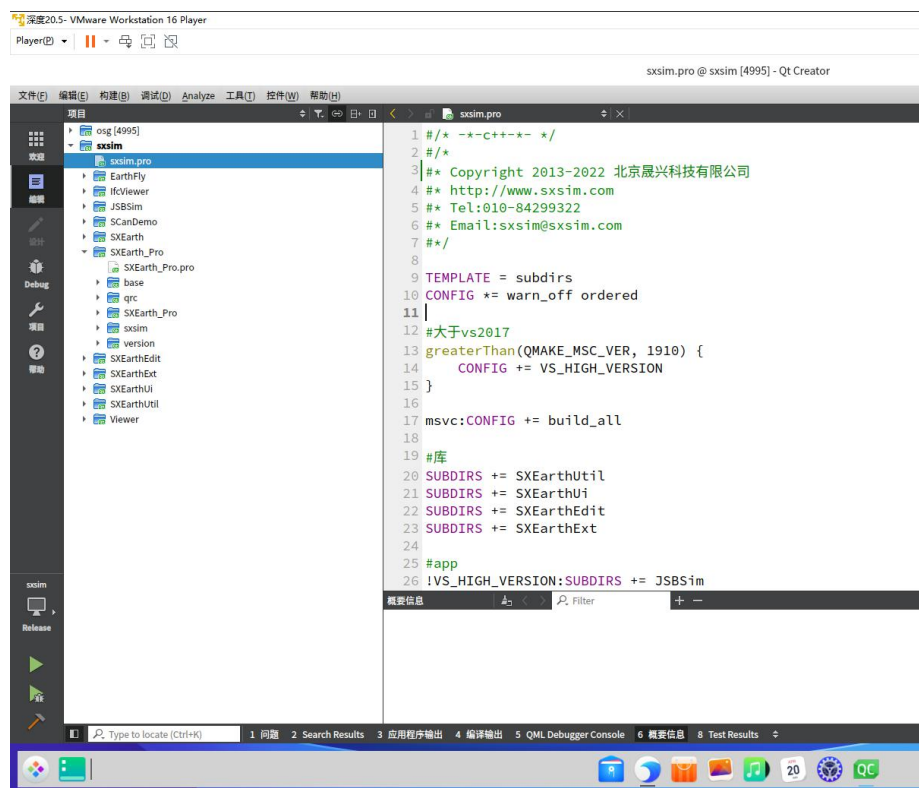 深度20.5- VMware Workstation 16 Player
Player(P)
sxsim.pro @ sxsim [4995] - Qt Creator
文件(F) 编辑(E) 构建(B) 调试(D) Analyze 工具(T) 控件(W) 帮助(H)
项目
sxsim.pro
欢迎
编辑
设计
Debug
项目
帮助
sxsim
Release
osg [4995]
sxsim
sxsim.pro
EarthFly
IfcViewer
JSBSim
SCanDemo
SXEarth
SXEarth_Pro
SXEarth_Pro.pro
base
qrc
SXEarth_Pro
sxsim
version
SXEarthEdit
SXEarthExt
SXEarthUi
SXEarthUtil
Viewer
1 #/* -*-c++-*- */
2 #/*
3 #* Copyright 2013-2022 北京晟兴科技有限公司
4 #* http://www.sxsim.com
5 #* Tel:010-84299322
6 #* Email:sxsim@sxsim.com
7 #*/
8
9 TEMPLATE = subdirs
10 CONFIG *= warn_off ordered
11
12 #大于vs2017
13 greaterThan(QMAKE_MSC_VER, 1910) {
14 CONFIG += VS_HIGH_VERSION
15 }
16
17 msvc:CONFIG += build_all
18
19 #库
20 SUBDIRS += SXEarthUtil
21 SUBDIRS += SXEarthUi
22 SUBDIRS += SXEarthEdit
23 SUBDIRS += SXEarthExt
24
25 #app
26 !VS_HIGH_VERSION:SUBDIRS += JSBSim
概要信息
Filter
Type to locate (Ctrl+K) 1 问题 2 Search Results 3 应用程序输出 4 编译输出 5 QML Debugger Console 6 概要信息 8 Test Results
20
QC